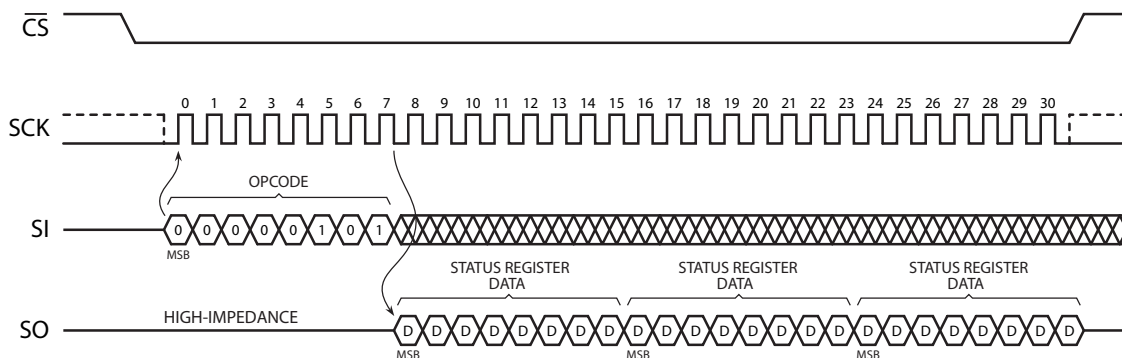 CS
0 1 2 3 4 5 6 7 8 9 10 11 12 13 14 15 16 17 18 19 20 21 22 23 24 25 26 27 28 29 30
SCK
OPCODE
SI 0 0 0 0 0 1 0 1
MSB
STATUS REGISTER DATA
STATUS REGISTER DATA
STATUS REGISTER DATA
HIGH-IMPEDANCE
SO D D D D D D D D D D D D D D D D D D D D D D D D
MSB MSB MSB